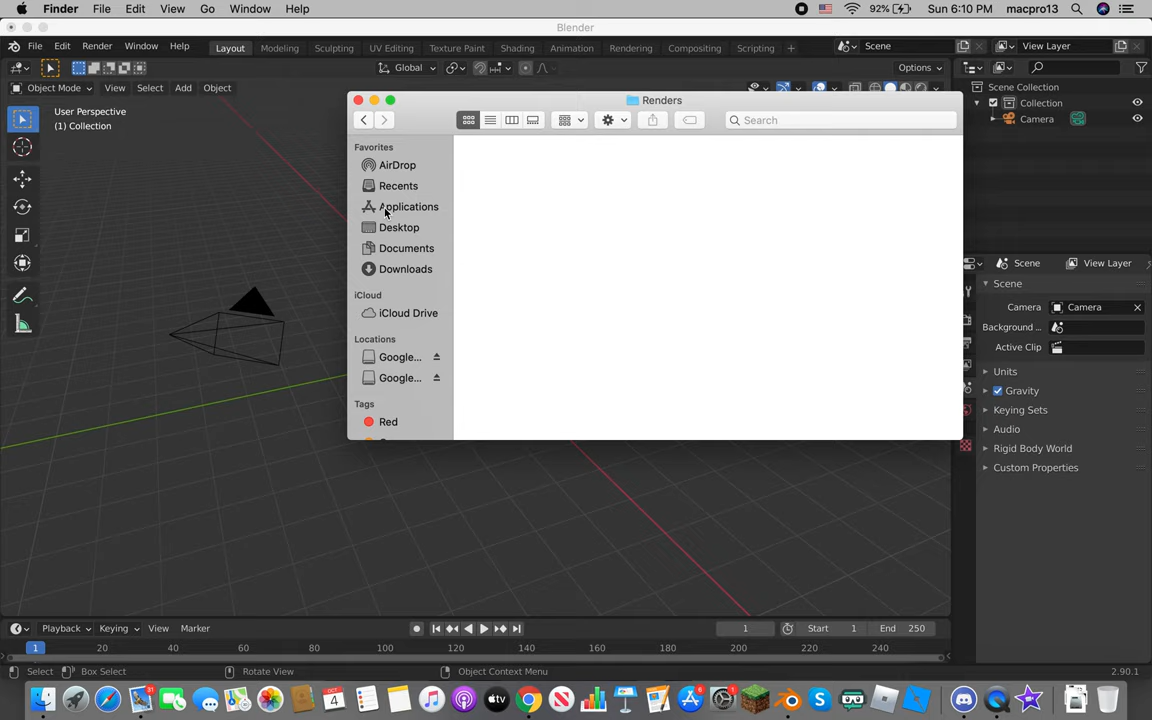 Finder File Edit View Go Window Help 92% Sun 6:10 PM macpro13
Blender
File Edit Render Window Help Layout Modeling Sculpting UV Editing Texture Paint Shading Animation Rendering Compositing Scripting + Scene View Layer
Global Options
Object Mode View Select Add Object
User Perspective
(1) Collection
Renders
Search
Favorites
AirDrop
Recents
Applications
Desktop
Documents
Downloads
iCloud
iCloud Drive
Locations
Google...
Google...
Tags
Red
Scene Collection
Collection
Camera
Scene View Layer
Scene
Camera Camera
Background ...
Active Clip
Units
Gravity
Keying Sets
Audio
Rigid Body World
Custom Properties
Playback Keying View Marker 1 Start 1 End 250
1 20 40 60 80 100 120 140 160 180 200 220 240
Select Box Select Rotate View Object Context Menu 2.90.1